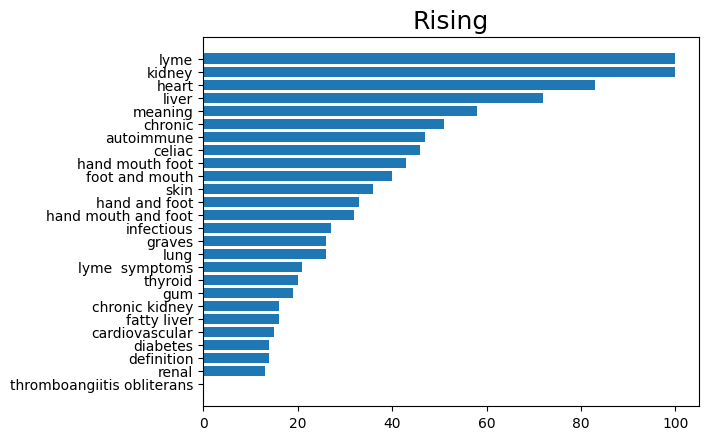 Rising
lyme
kidney
heart
liver
meaning
chronic
autoimmune
celiac
hand mouth foot
foot and mouth
skin
hand and foot
hand mouth and foot
infectious
graves
lung
lyme  symptoms
thyroid
gum
chronic kidney
fatty liver
cardiovascular
diabetes
definition
renal
thromboangiitis obliterans
0 20 40 60 80 100